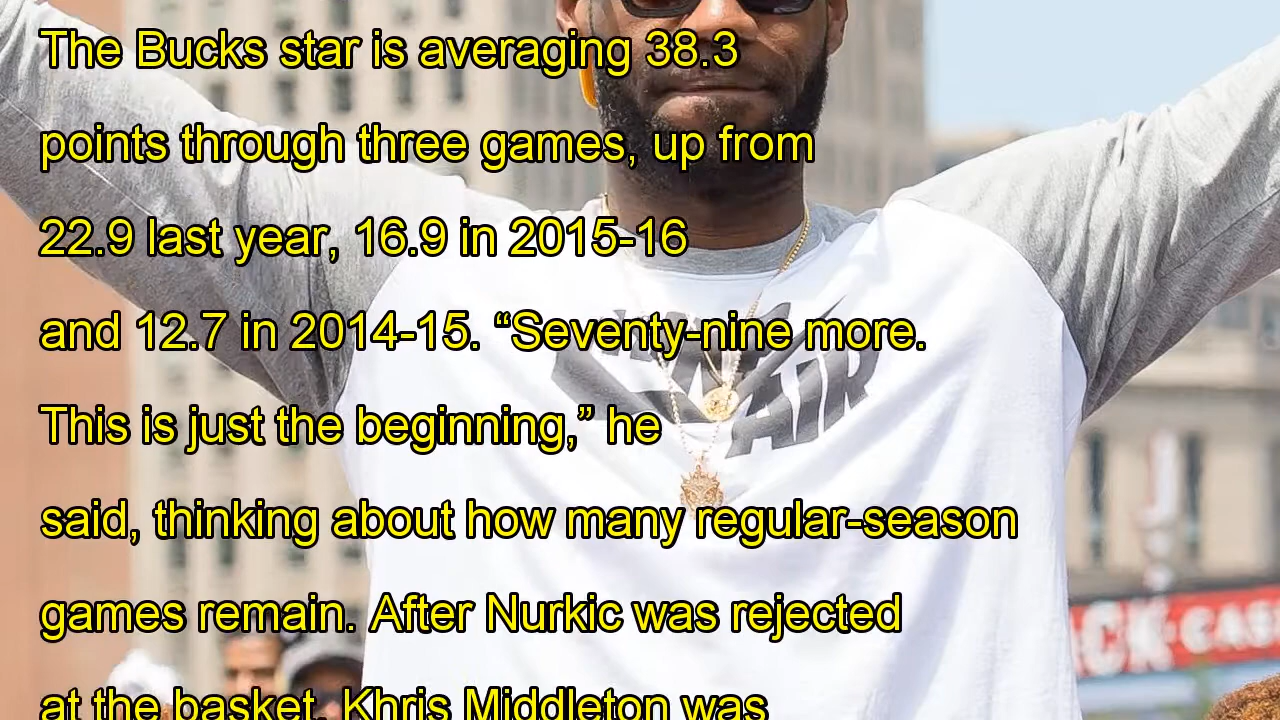 The Bucks star is averaging 38.3
points through three games, up from
22.9 last year, 16.9 in 2015-16
and 12.7 in 2014-15. “Seventy-nine more.
This is just the beginning,” he
said, thinking about how many regular-season
games remain. After Nurkic was rejected
at the basket, Khris Middleton was
AIR